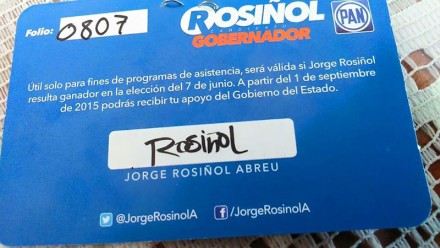 Folio: 0807
ROSIÑOL
CANDIDATO
GOBERNADOR
PAN
Útil solo para fines de programas de asistencia, será válida si Jorge Rosiñol
resulta ganador en la elección del 7 de junio. A partir del 1 de septiembre
de 2015 podrás recibir tu apoyo del Gobierno del Estado.
Rosiñol
JORGE ROSIÑOL ABREU
@JorgeRosinolA
/JorgeRosinolA